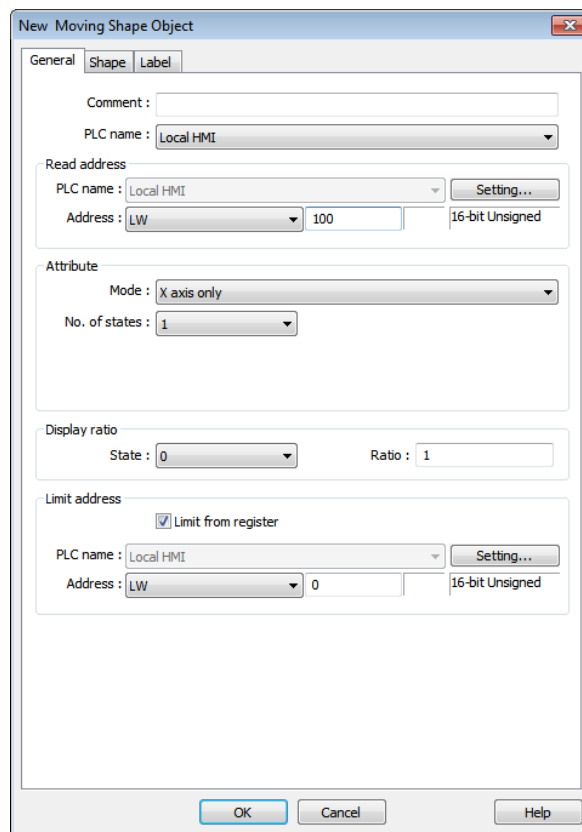 New Moving Shape Object
General Shape Label
Comment :
PLC name : Local HMI
Read address
PLC name : Local HMI Setting...
Address : LW 100 16-bit Unsigned
Attribute
Mode : X axis only
No. of states : 1
Display ratio
State : 0 Ratio : 1
Limit address
Limit from register
PLC name : Local HMI Setting...
Address : LW 0 16-bit Unsigned
OK Cancel Help